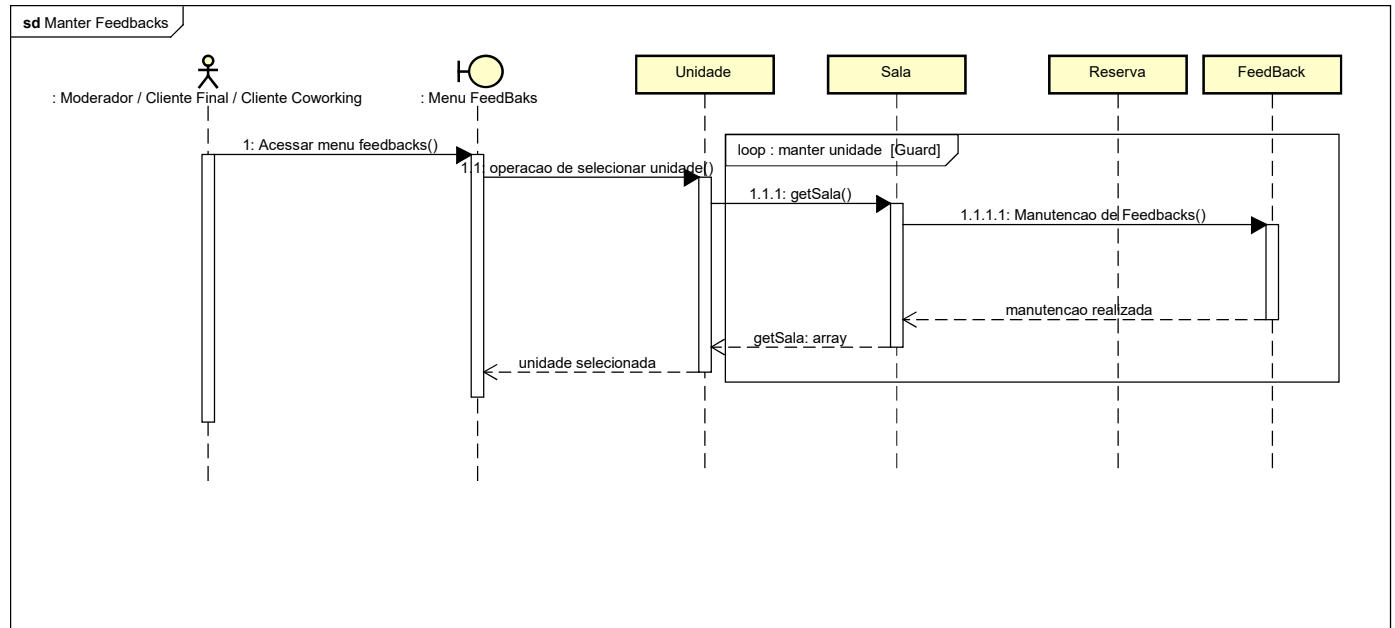 sd Manter Feedbacks
: Moderador / Cliente Final / Cliente Coworking
: Menu FeedBaks
Unidade
Sala
Reserva
FeedBack
1: Acessar menu feedbacks()
loop : manter unidade [Guard]
1.1: operacao de selecionar unidade()
1.1.1: getSala()
1.1.1.1: Manutencao de Feedbacks()
manutencao realizada
getSala: array
unidade selecionada